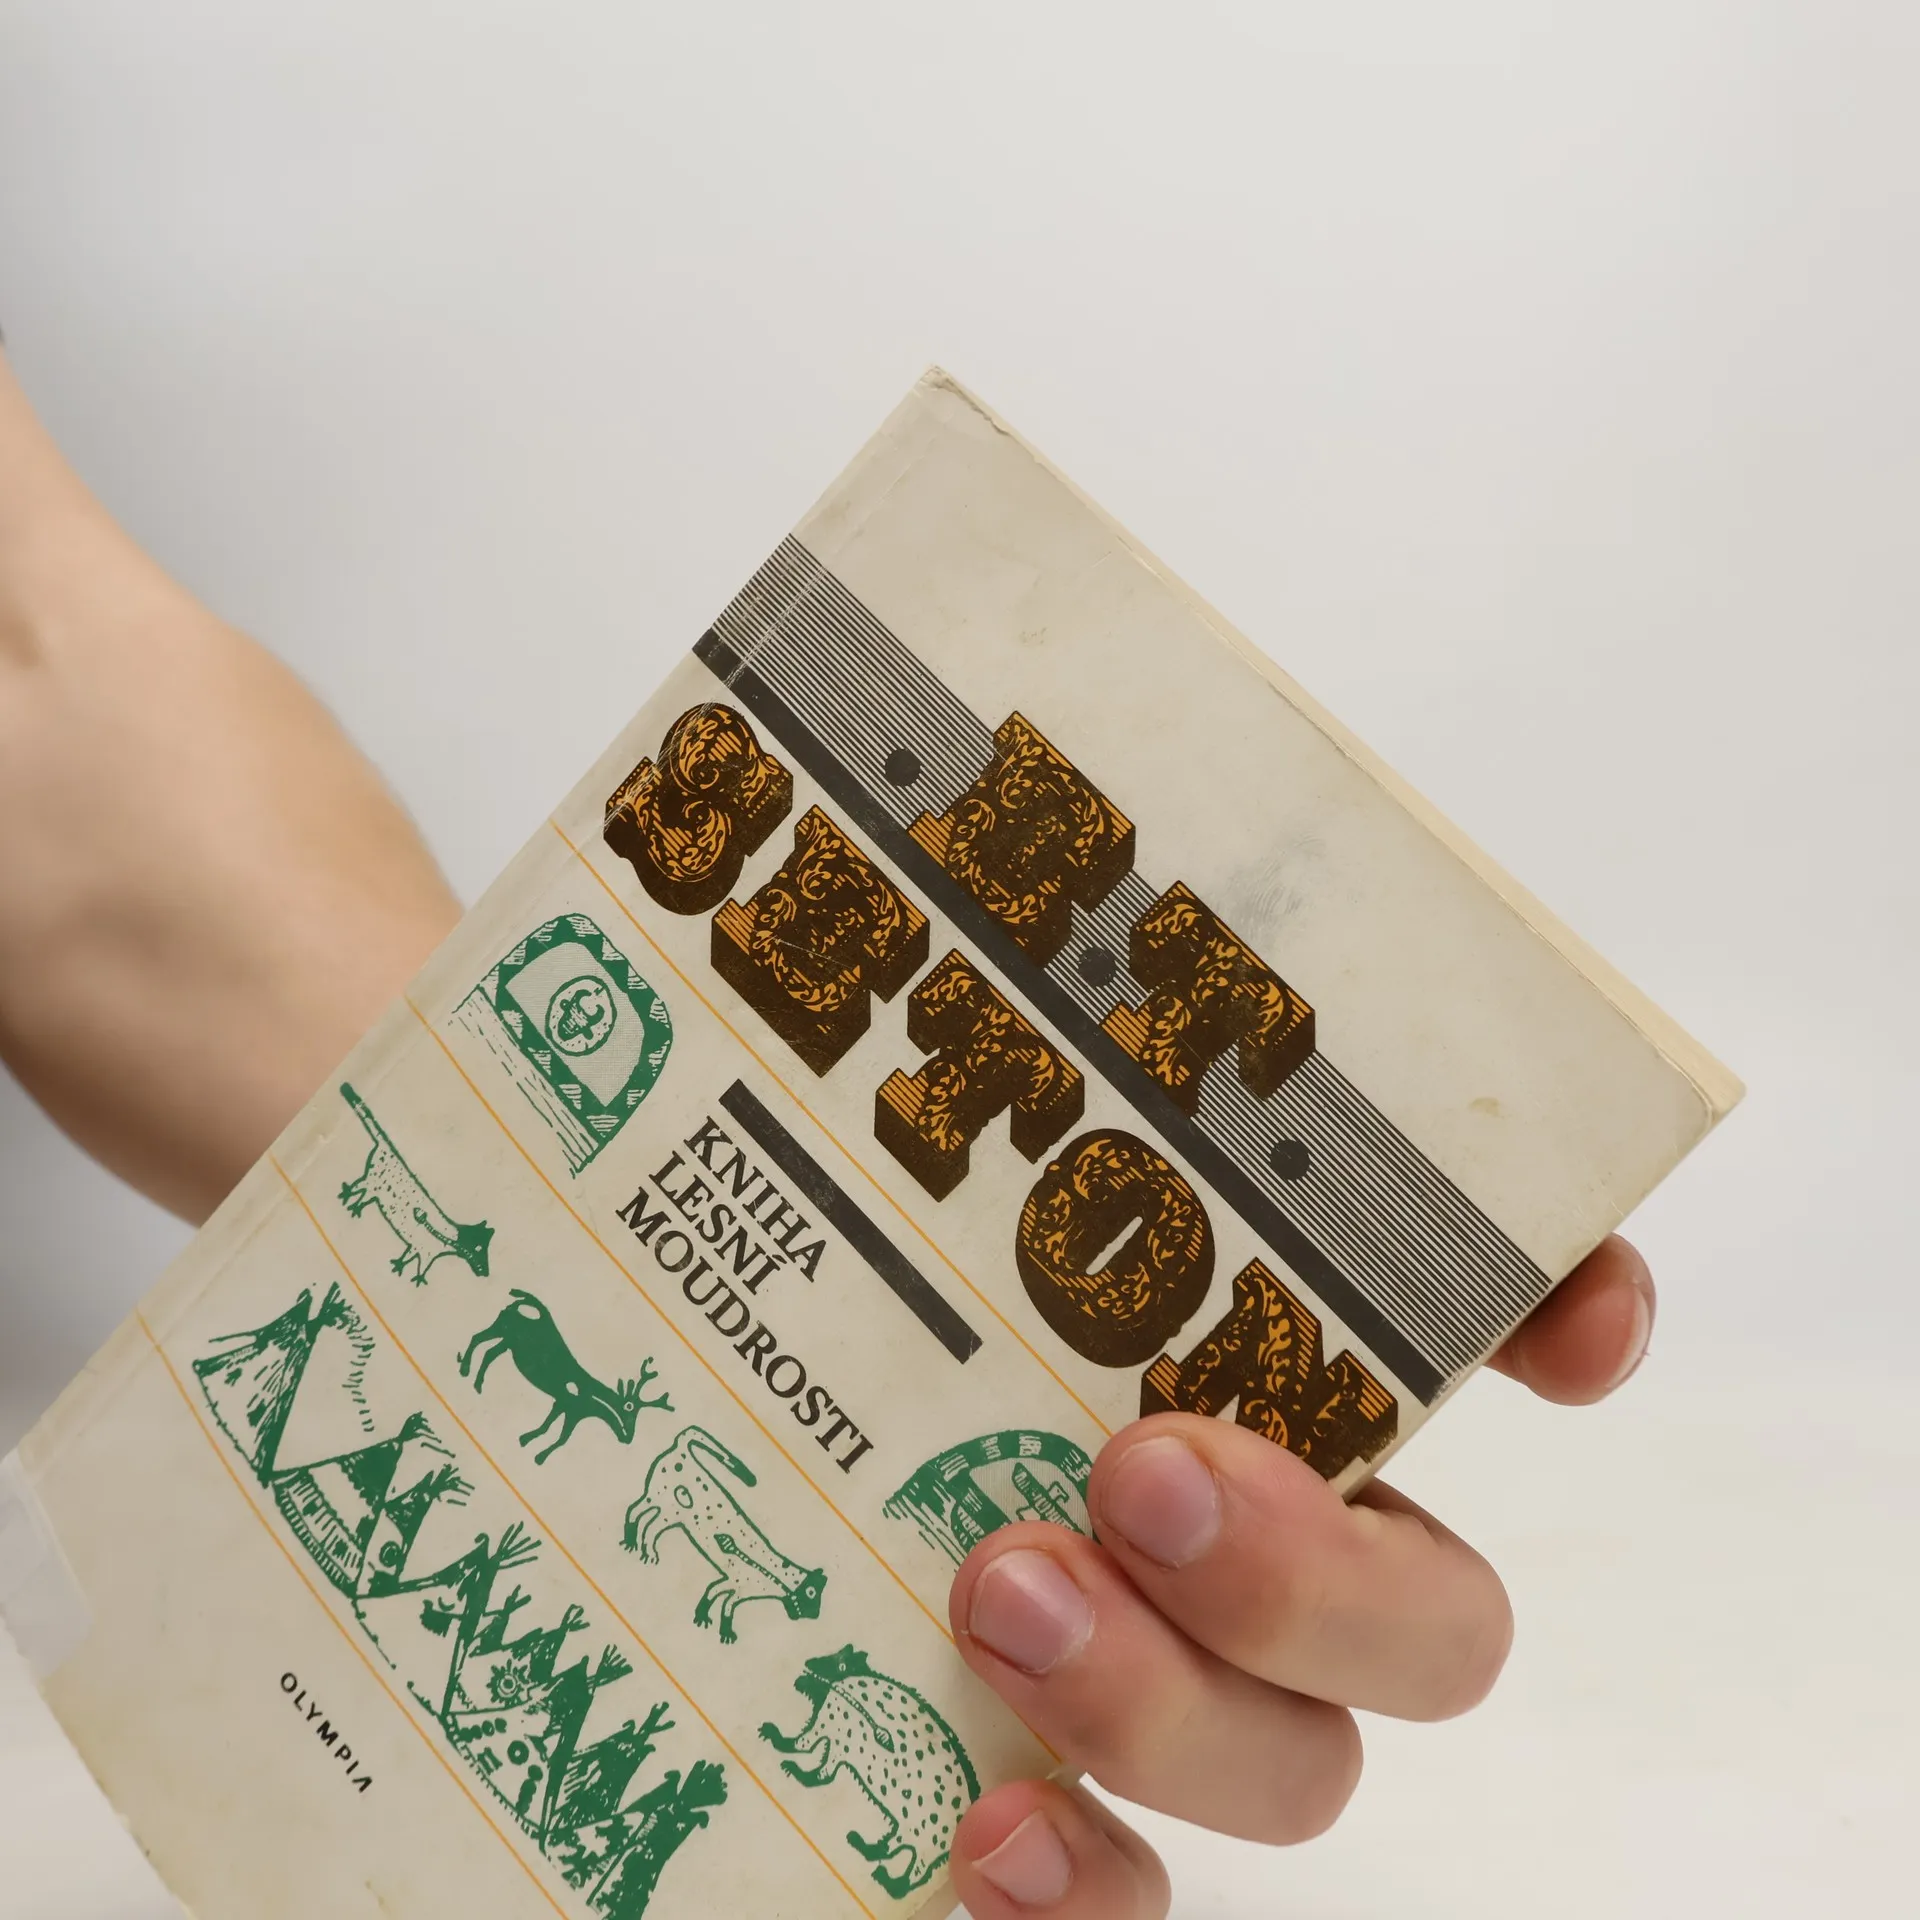 E. T.
SETON
KNIHA
LESNÍ
MOUDROSTI
OLYMPIA